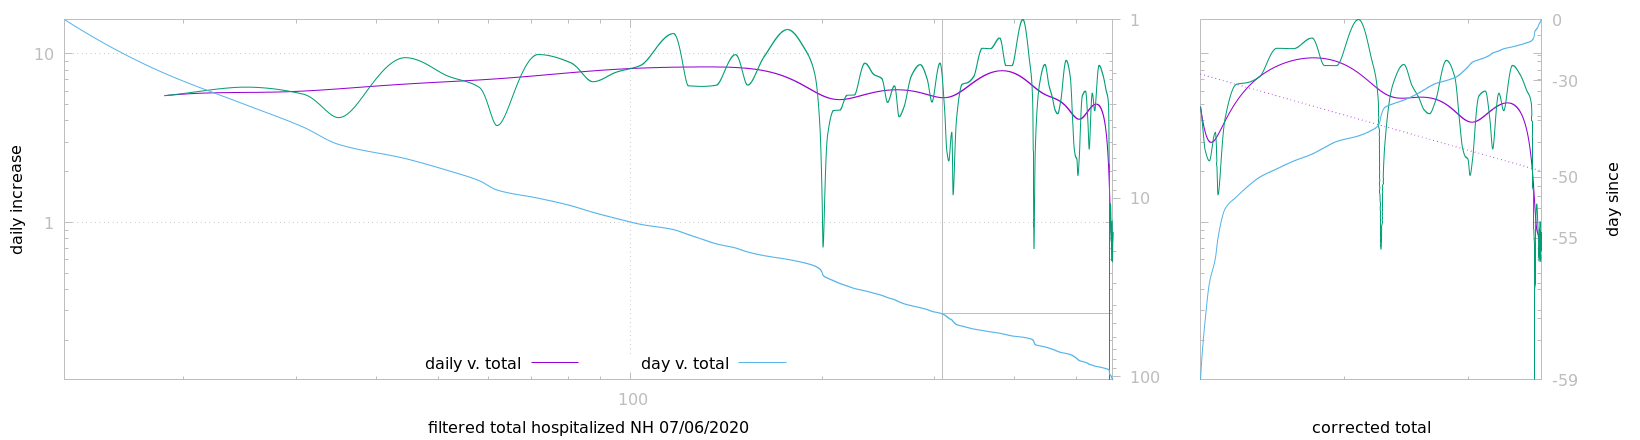 daily increase
10
1
daily v. total
day v. total
100
filtered total hospitalized NH 07/06/2020
1
10
100
0
-30
-50
-55
-59
day since
corrected total